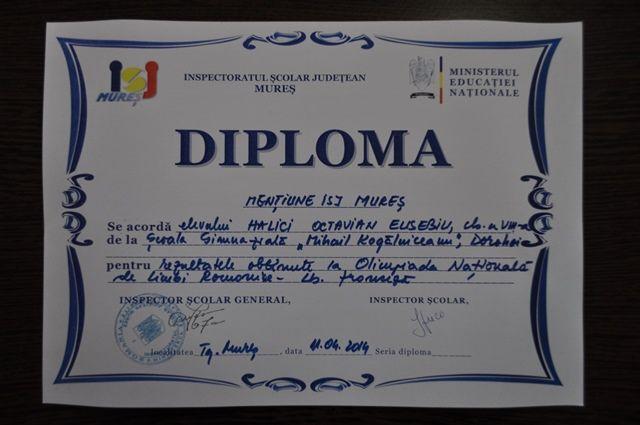 ISJ
MUREȘ
INSPECTORATUL ȘCOLAR JUDEȚEAN
MUREȘ
MINISTERUL
EDUCAȚIEI
NAȚIONALE
DIPLOMA
MENȚIUNE ISJ MUREȘ
Se acordă elevului HALICI OCTAVIAN EUSEBIU, cls. a VIII-a
de la Școala Gimnazială "Mihail Kogălniceanu", Dorohoi
pentru rezultatele obținute la Olimpiada Națională
de Limbi Romanice - Lb. franceză
INSPECTOR ȘCOLAR GENERAL,
INSPECTOR ȘCOLAR,
localitatea Tg. Mureș, data 11.04.2014 Seria diploma